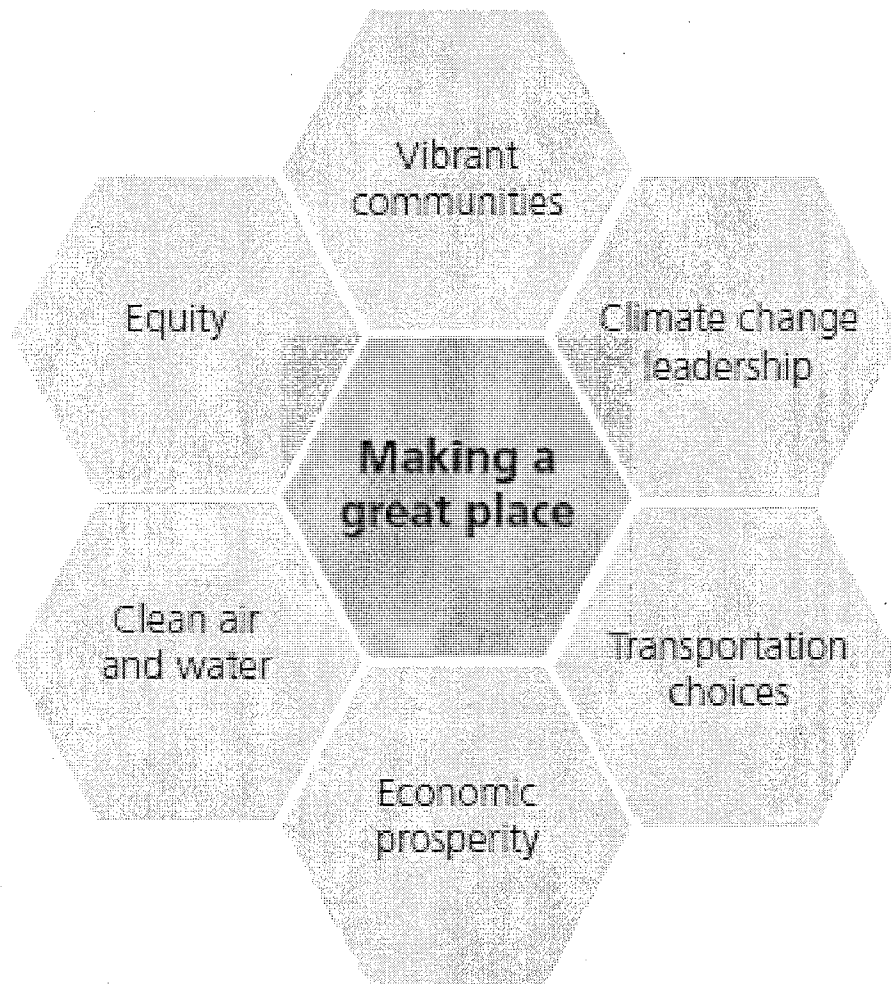 Vibrant
communities
Equity
Climate change
leadership
Making a
great place
Clean air
and water
Transportation
choices
Economic
prosperity